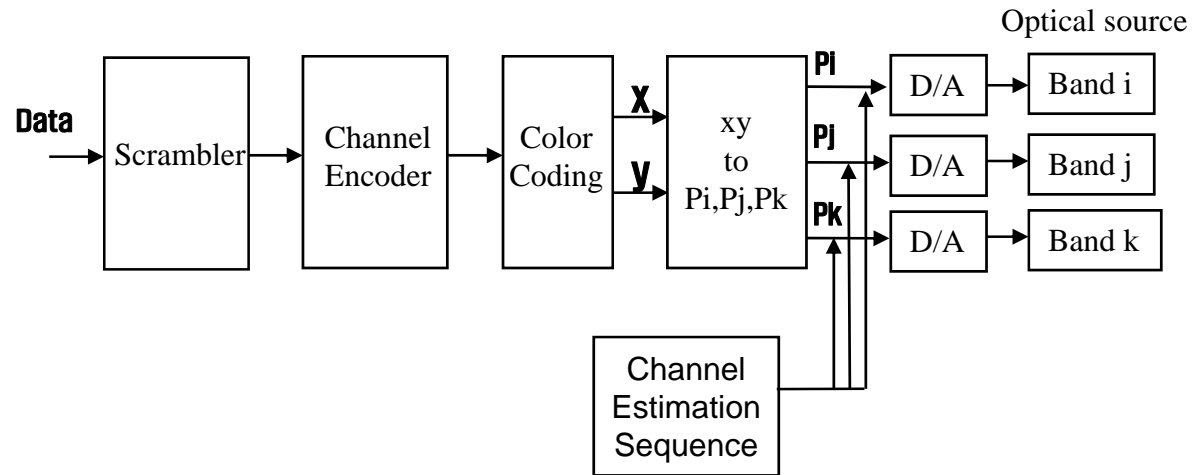 Optical source
Data
Scrambler
Channel
Encoder
Color
Coding
x
y
xy
to
Pi,Pj,Pk
Pi
Pj
Pk
D/A
Band i
D/A
Band j
D/A
Band k
Channel
Estimation
Sequence